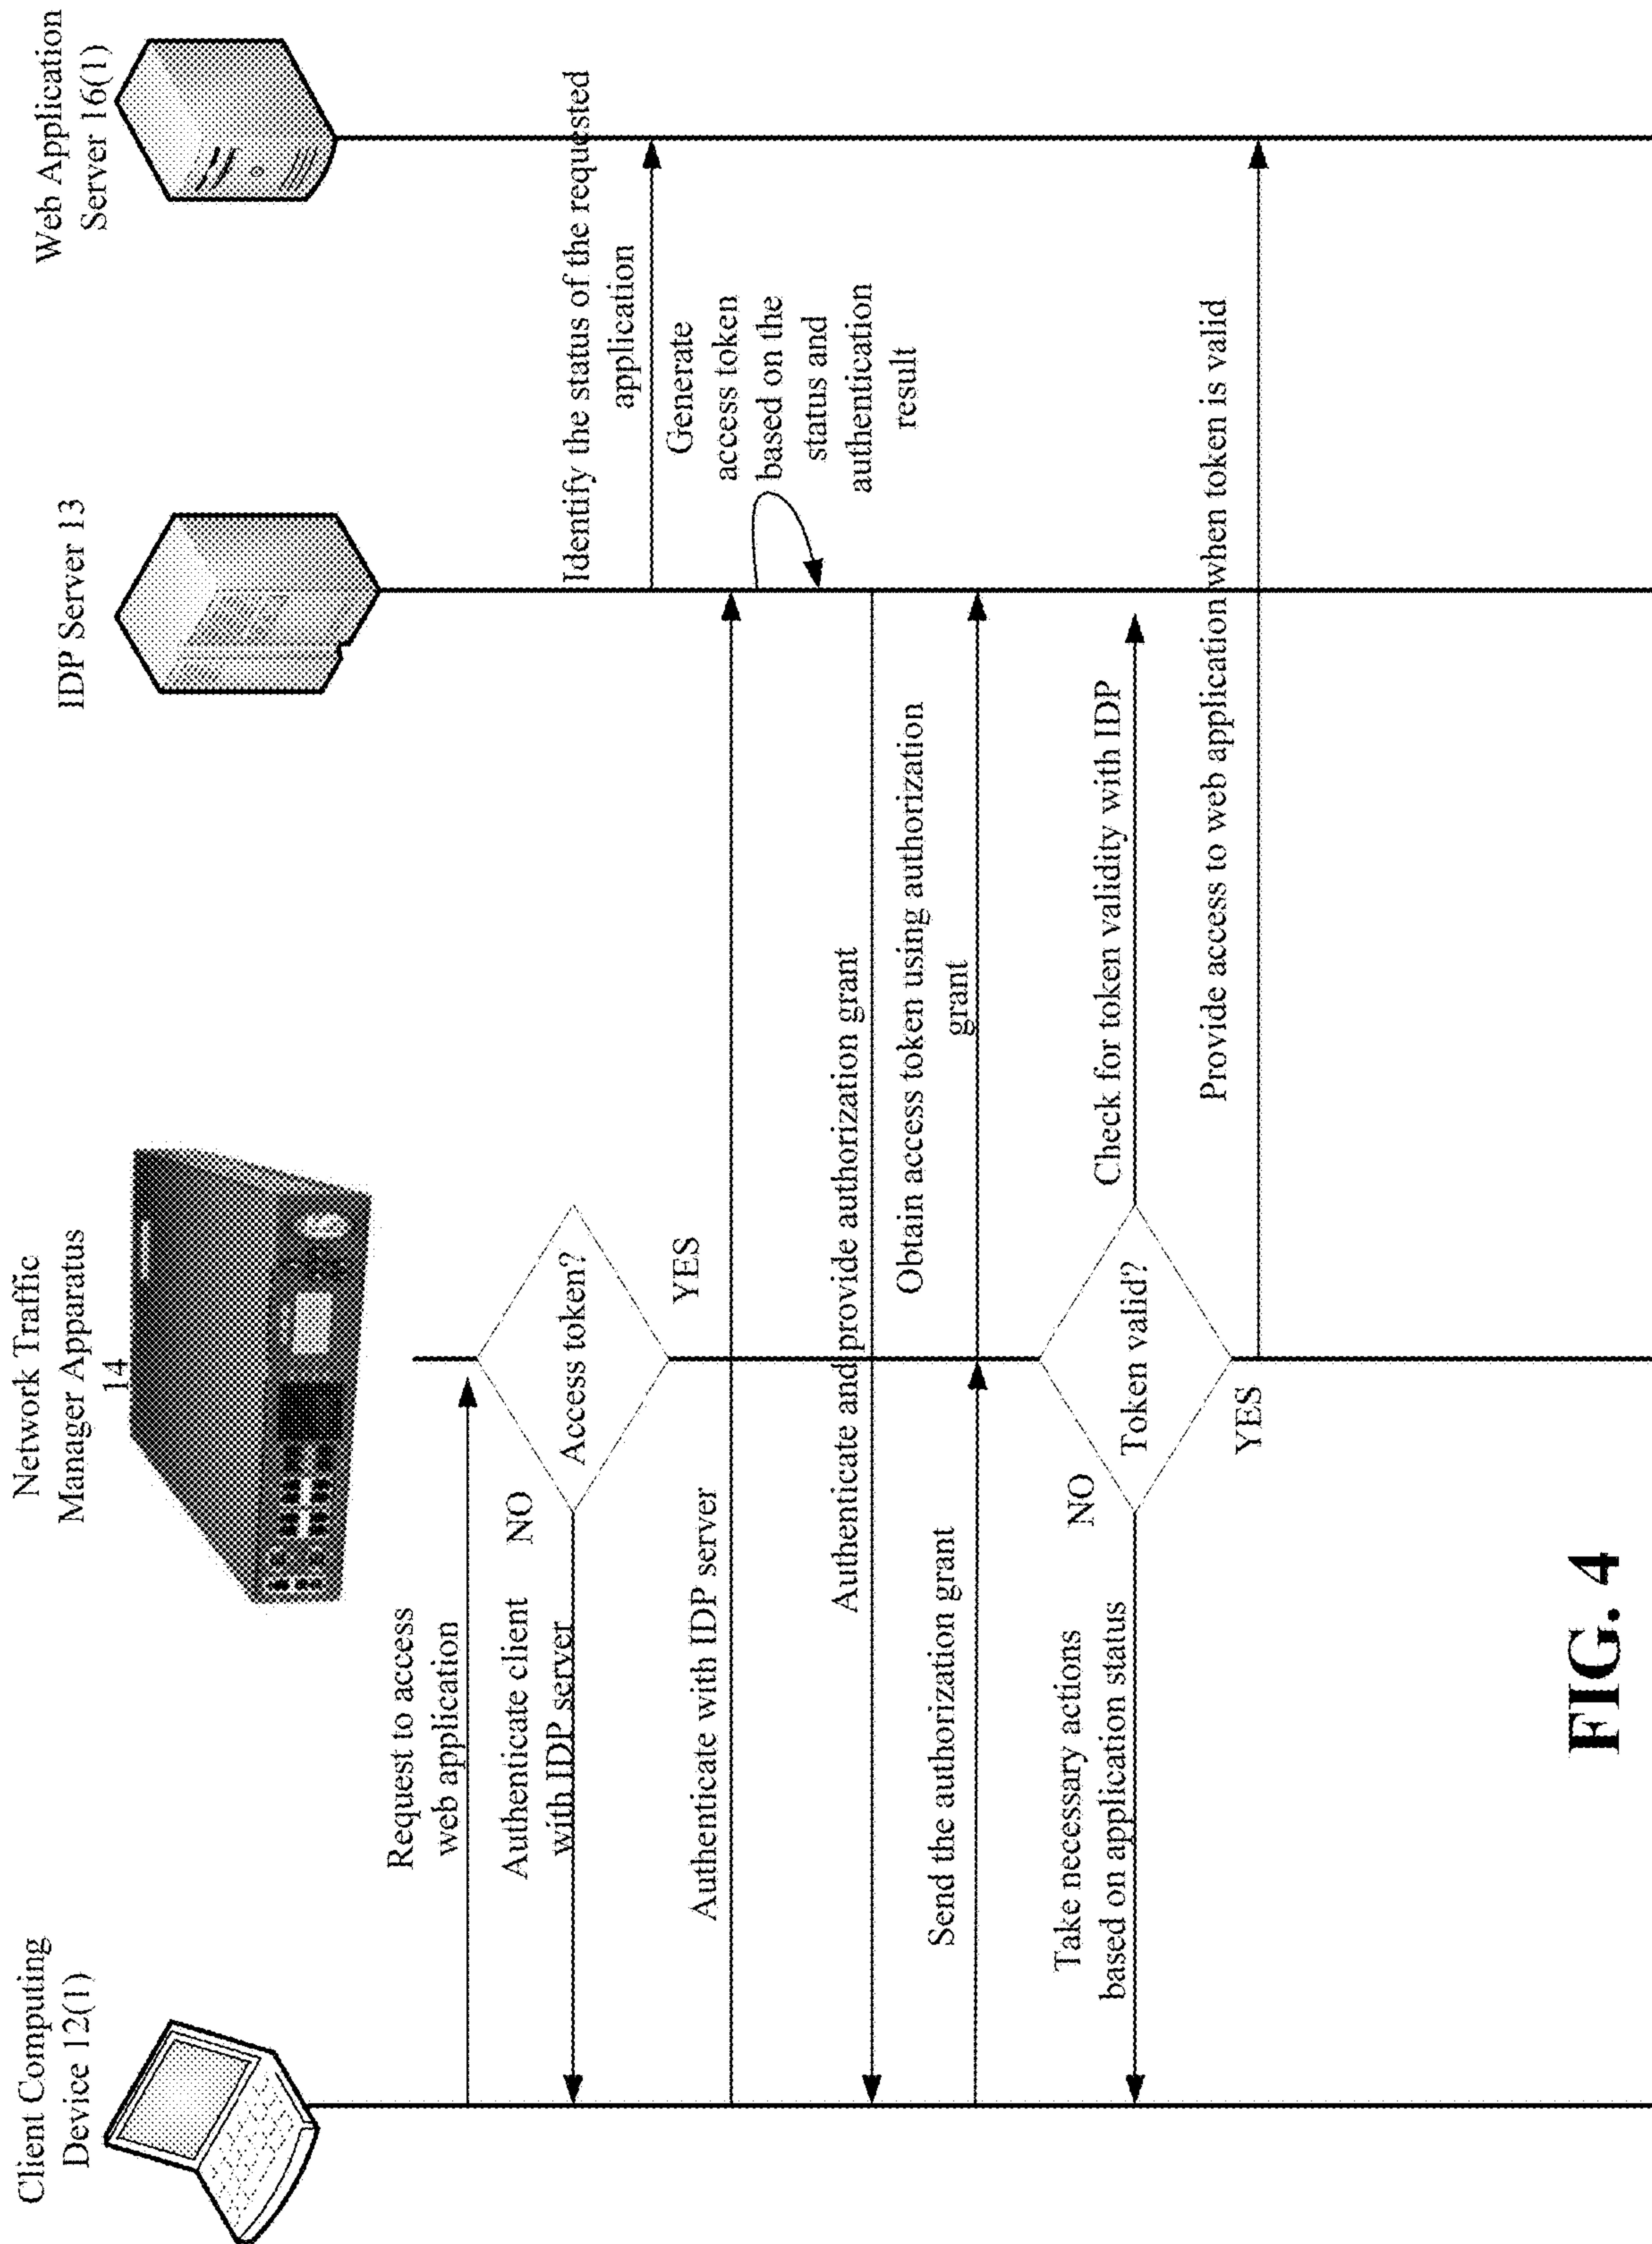 Client Computing
Device 12(1)
Network Traffic
Manager Apparatus
14
IDP Server 13
Web Application
Server 16(1)
Request to access
web application
Access token?
NO
Authenticate client
with IDP server
YES
Identify the status of the requested
application
Authenticate with IDP server
Generate
access token
based on the
status and
authentication
result
Authenticate and provide authorization grant
Send the authorization grant
Obtain access token using authorization
grant
Token valid?
NO
Take necessary actions
based on application status
Check for token validity with IDP
YES
Provide access to web application when token is valid
FIG. 4